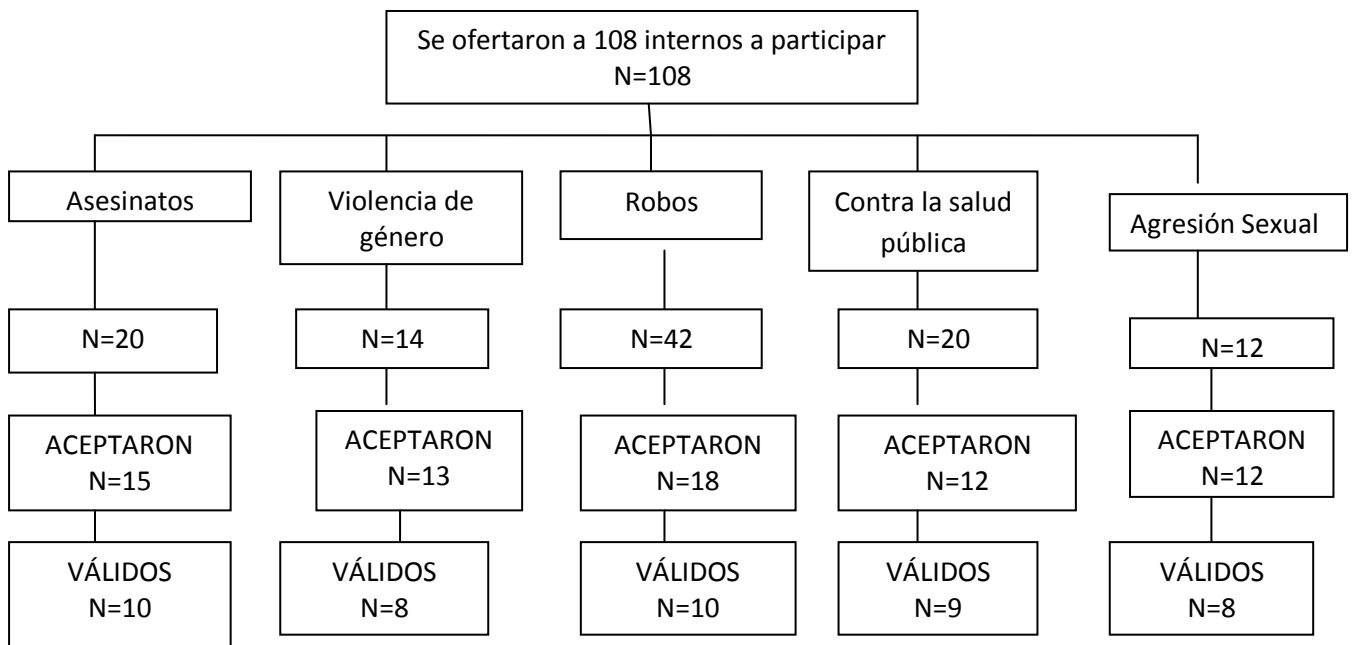 Se ofertaron a 108 internos a participar
N=108
Asesinatos
Violencia de
género
Robos
Contra la salud
pública
Agresión Sexual
N=20
N=14
N=42
N=20
N=12
ACEPTARON
N=15
ACEPTARON
N=13
ACEPTARON
N=18
ACEPTARON
N=12
ACEPTARON
N=12
VÁLIDOS
N=10
VÁLIDOS
N=8
VÁLIDOS
N=10
VÁLIDOS
N=9
VÁLIDOS
N=8